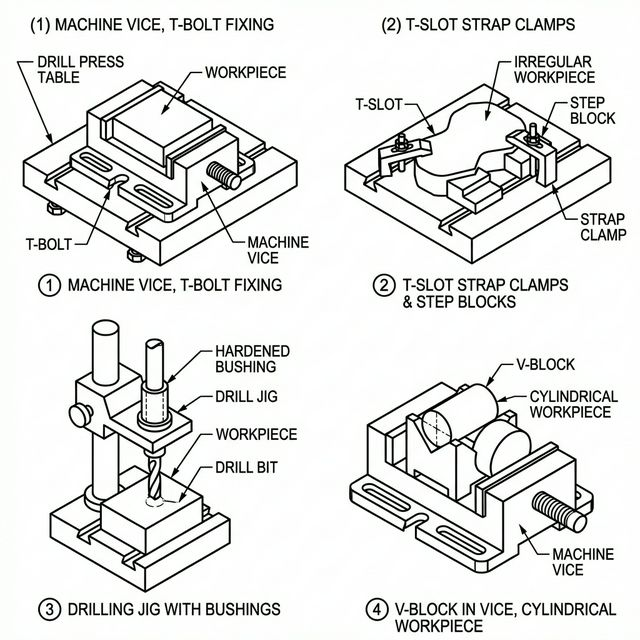 (1) MACHINE VICE, T-BOLT FIXING
DRILL PRESS
TABLE
WORKPIECE
T-BOLT
MACHINE
VICE
① MACHINE VICE, T-BOLT FIXING
(2) T-SLOT STRAP CLAMPS
IRREGULAR
WORKPIECE
T-SLOT
STEP
BLOCK
STRAP
CLAMP
② T-SLOT STRAP CLAMPS
& STEP BLOCKS
HARDENED
BUSHING
DRILL JIG
WORKPIECE
DRILL BIT
③ DRILLING JIG WITH BUSHINGS
V-BLOCK
CYLINDRICAL
WORKPIECE
MACHINE
VICE
④ V-BLOCK IN VICE, CYLINDRICAL
WORKPIECE